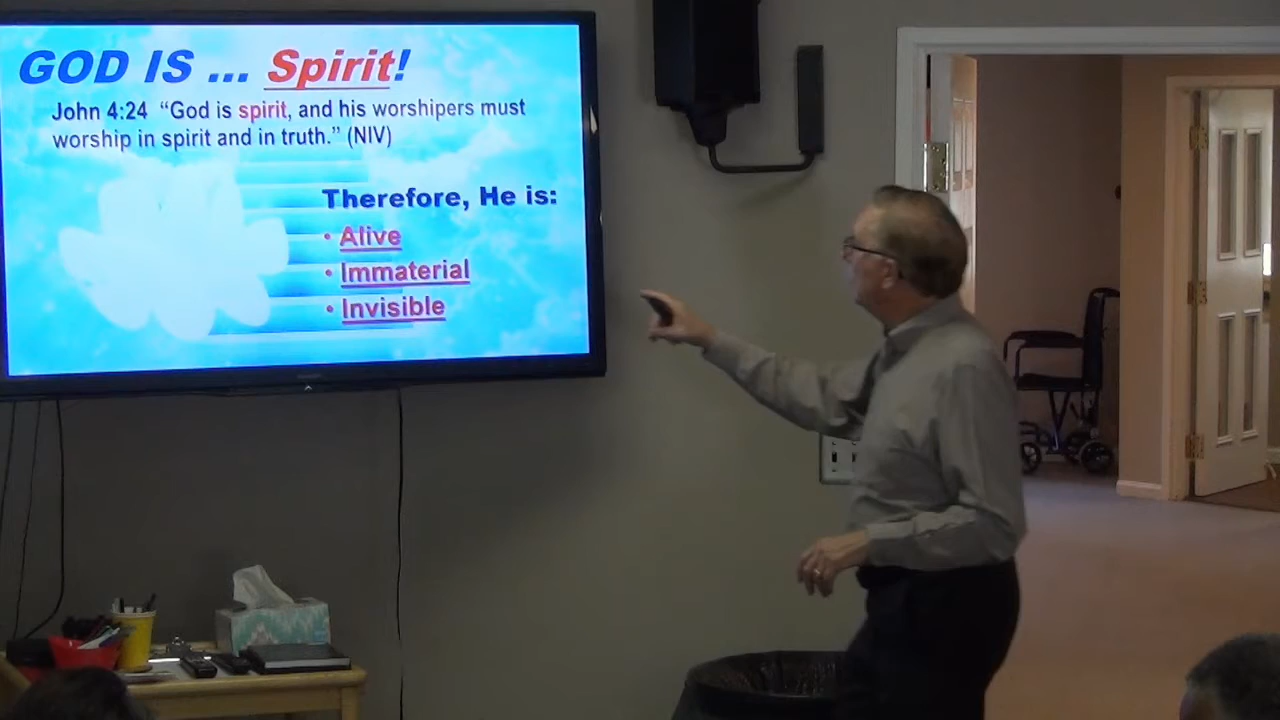 GOD IS ... Spirit!
John 4:24 “God is spirit, and his worshipers must
worship in spirit and in truth.” (NIV)
Therefore, He is:
• Alive
• Immaterial
• Invisible